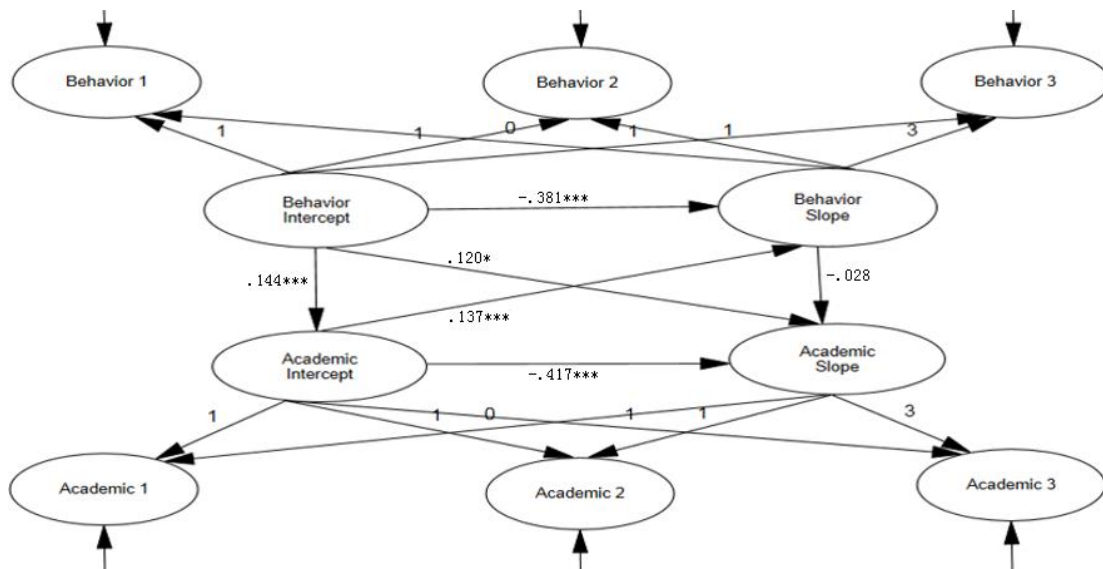 Behavior 1
Behavior 2
Behavior 3
1
1
0
1
1
3
Behavior
Intercept
-.381***
Behavior
Slope
.144***
.120*
.137***
-.028
Academic
Intercept
-.417***
Academic
Slope
1
1
0
1
1
3
Academic 1
Academic 2
Academic 3